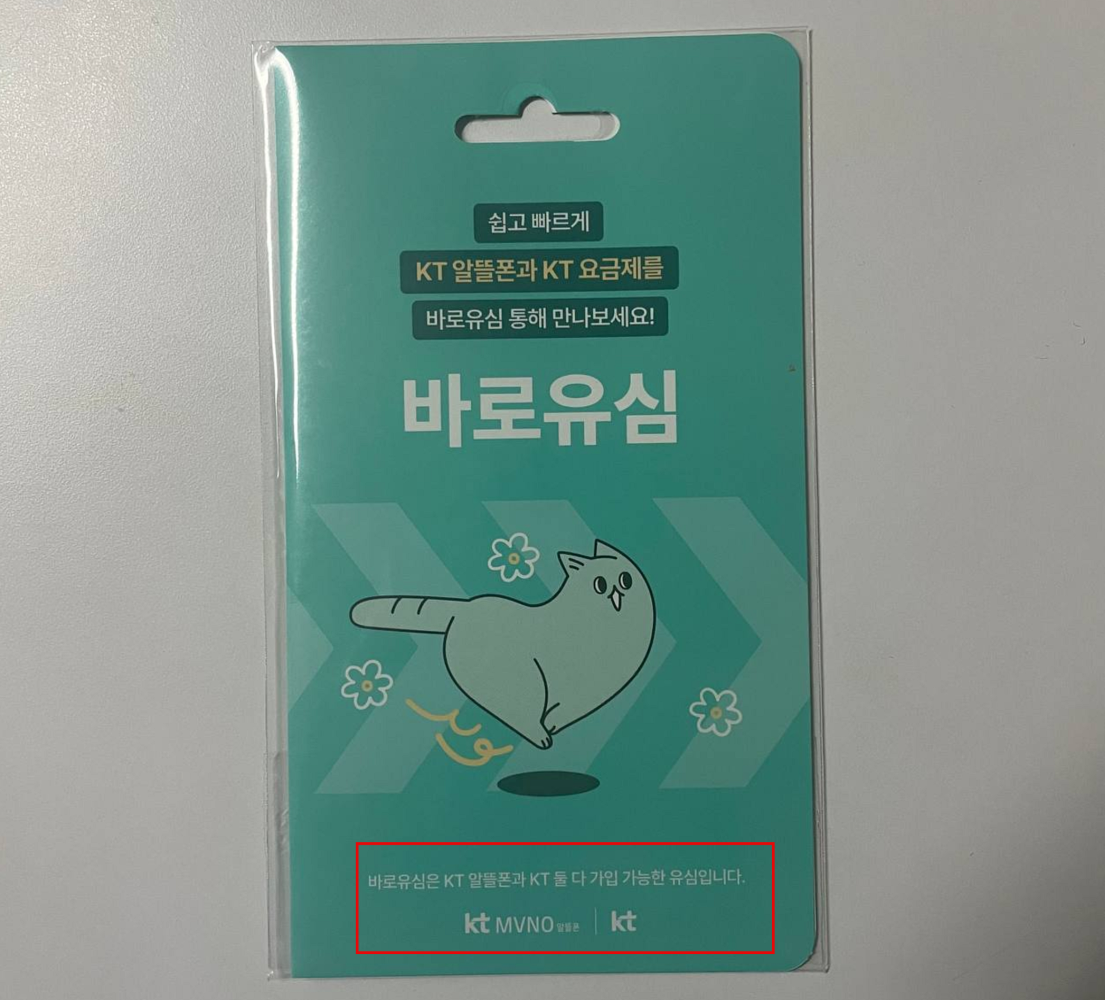 쉽고 빠르게
KT 알뜰폰과 KT 요금제를
바로유심 통해 만나보세요!
바로유심
바로유심은 KT 알뜰폰과 KT 둘 다 가입 가능한 유심입니다.
kt MVNO 알뜰폰 | kt